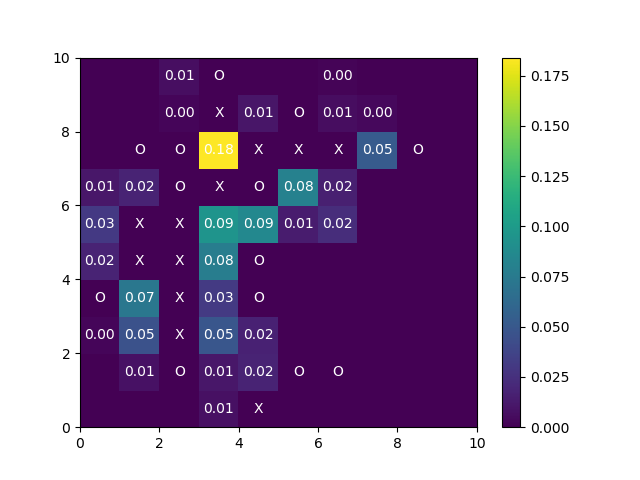 10
0.01 O 0.00
0.00 X 0.01 O 0.01 0.00
8
O O 0.18 X X X 0.05 O
0.01 0.02 O X O 0.08 0.02
6
0.03 X X 0.09 0.09 0.01 0.02
0.02 X X 0.08 O
4
O 0.07 X 0.03 O
0.00 0.05 X 0.05 0.02
2
0.01 O 0.01 0.02 O O
0.01 X
0
0 2 4 6 8 10
0.175
0.150
0.125
0.100
0.075
0.050
0.025
0.000